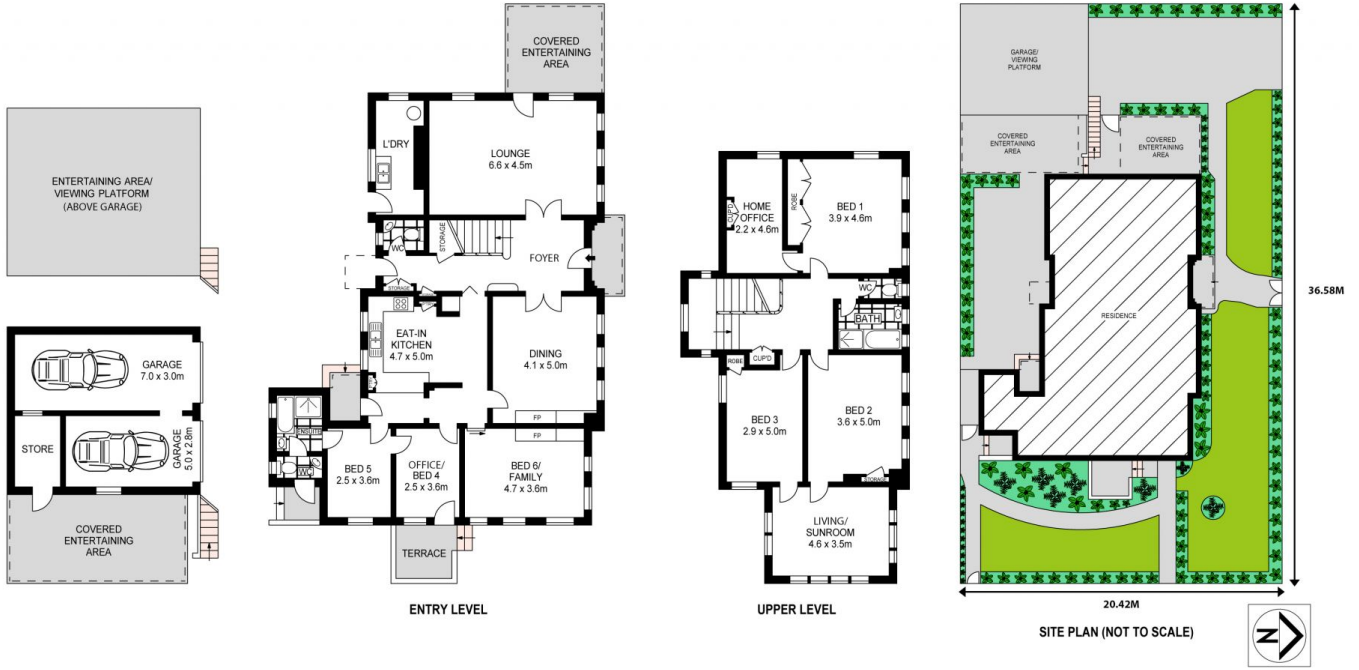 ENTERTAINING AREA/
VIEWING PLATFORM
(ABOVE GARAGE)
GARAGE
7.0 x 3.0m
GARAGE
5.0 x 2.8m
STORE
COVERED
ENTERTAINING
AREA
COVERED
ENTERTAINING
AREA
L'DRY
LOUNGE
6.6 x 4.5m
WC
STORAGE
FOYER
STORAGE
EAT-IN
KITCHEN
4.7 x 5.0m
DINING
4.1 x 5.0m
FP
FP
ENSUITE
WC
BED 5
2.5 x 3.6m
OFFICE/
BED 4
2.5 x 3.6m
BED 6/
FAMILY
4.7 x 3.6m
TERRACE
ENTRY LEVEL
HOME
OFFICE
2.2 x 4.6m
CUP'D
ROBE
BED 1
3.9 x 4.6m
WC
BATH
ROBE
CUP'D
BED 3
2.9 x 5.0m
BED 2
3.6 x 5.0m
STORAGE
LIVING/
SUNROOM
4.6 x 3.5m
UPPER LEVEL
GARAGE/
VIEWING
PLATFORM
COVERED
ENTERTAINING
AREA
COVERED
ENTERTAINING
AREA
RESIDENCE
36.58M
20.42M
SITE PLAN (NOT TO SCALE)
N